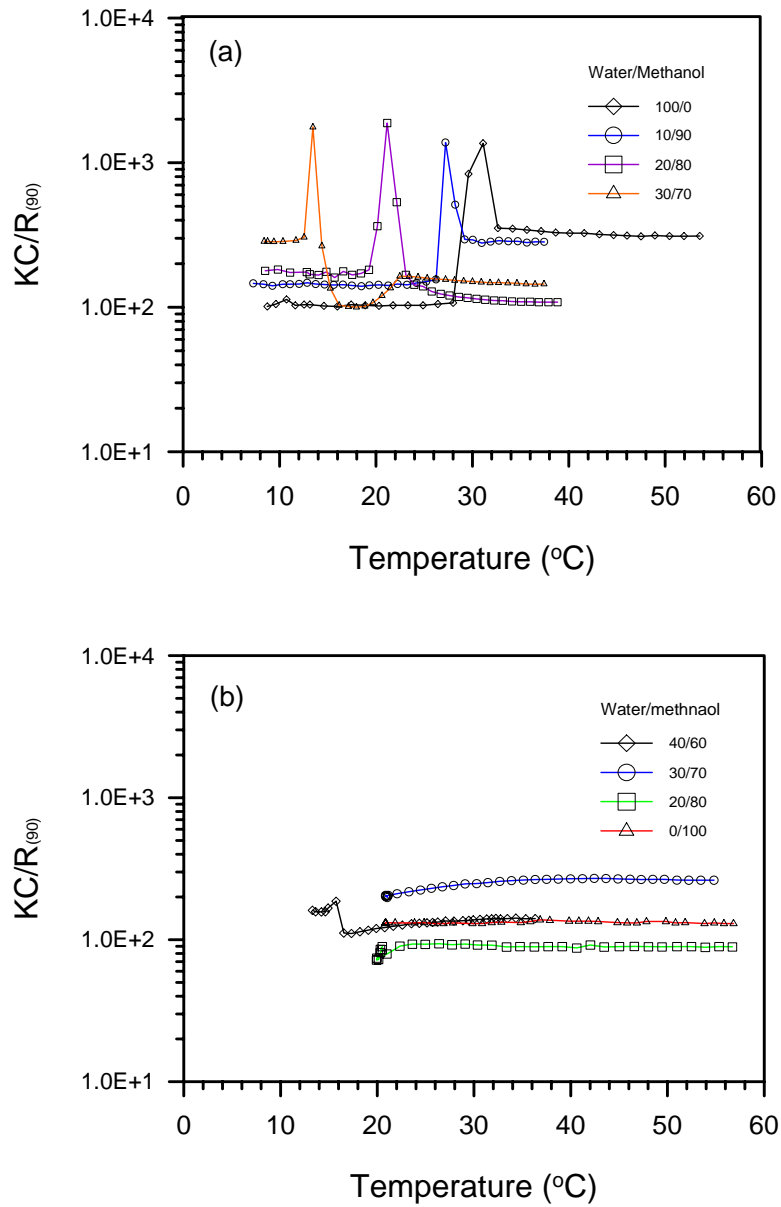 1.0E+4
(a)
Water/Methanol
100/0
10/90
20/80
30/70
1.0E+3
KC/R(90)
1.0E+2
1.0E+1
0 10 20 30 40 50 60
Temperature (oC)
1.0E+4
(b)
Water/methnaol
40/60
30/70
20/80
0/100
1.0E+3
KC/R(90)
1.0E+2
1.0E+1
0 10 20 30 40 50 60
Temperature (oC)